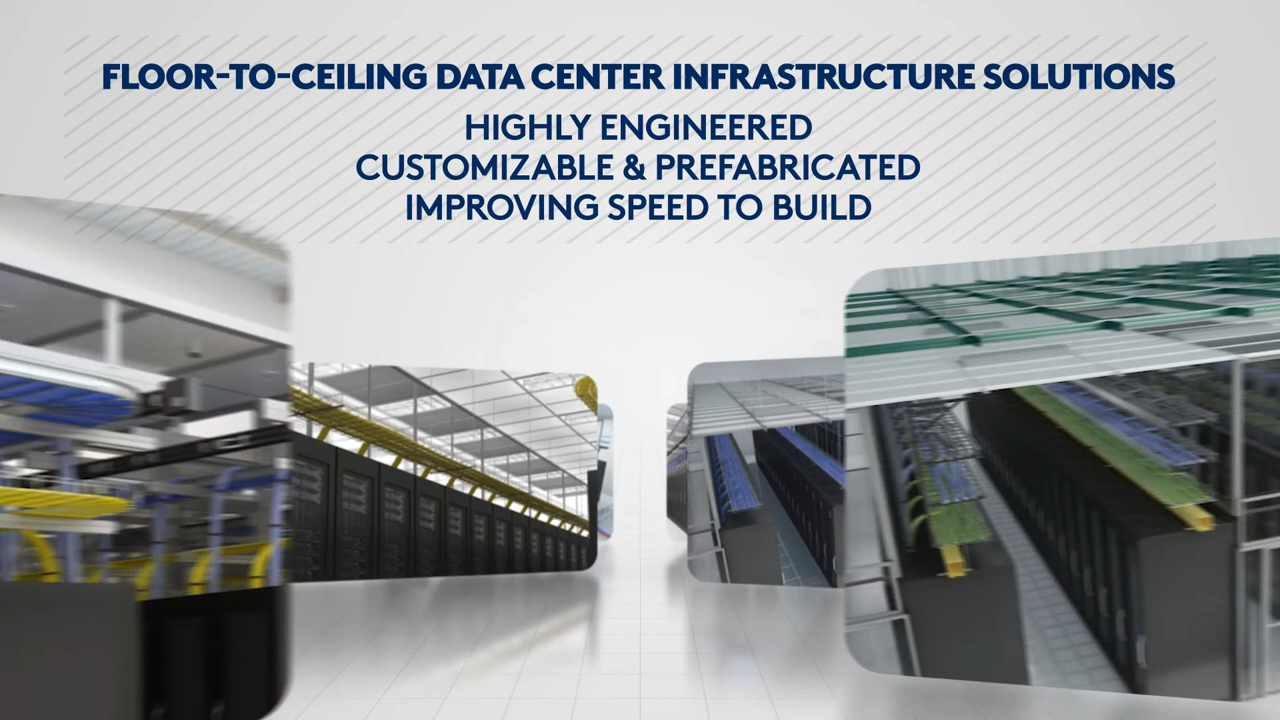 FLOOR-TO-CEILING DATA CENTER INFRASTRUCTURE SOLUTIONS
HIGHLY ENGINEERED
CUSTOMIZABLE & PREFABRICATED
IMPROVING SPEED TO BUILD